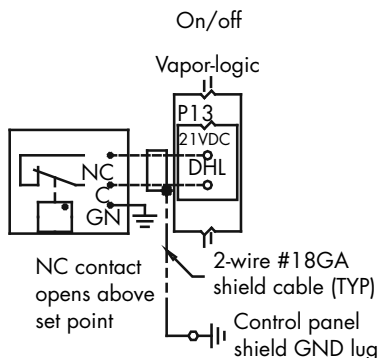 On/off
Vapor-logic
P13
21VDC
DHL
NC
C
GN
NC contact
opens above
set point
2-wire #18GA
shield cable (TYP)
Control panel
shield GND lug